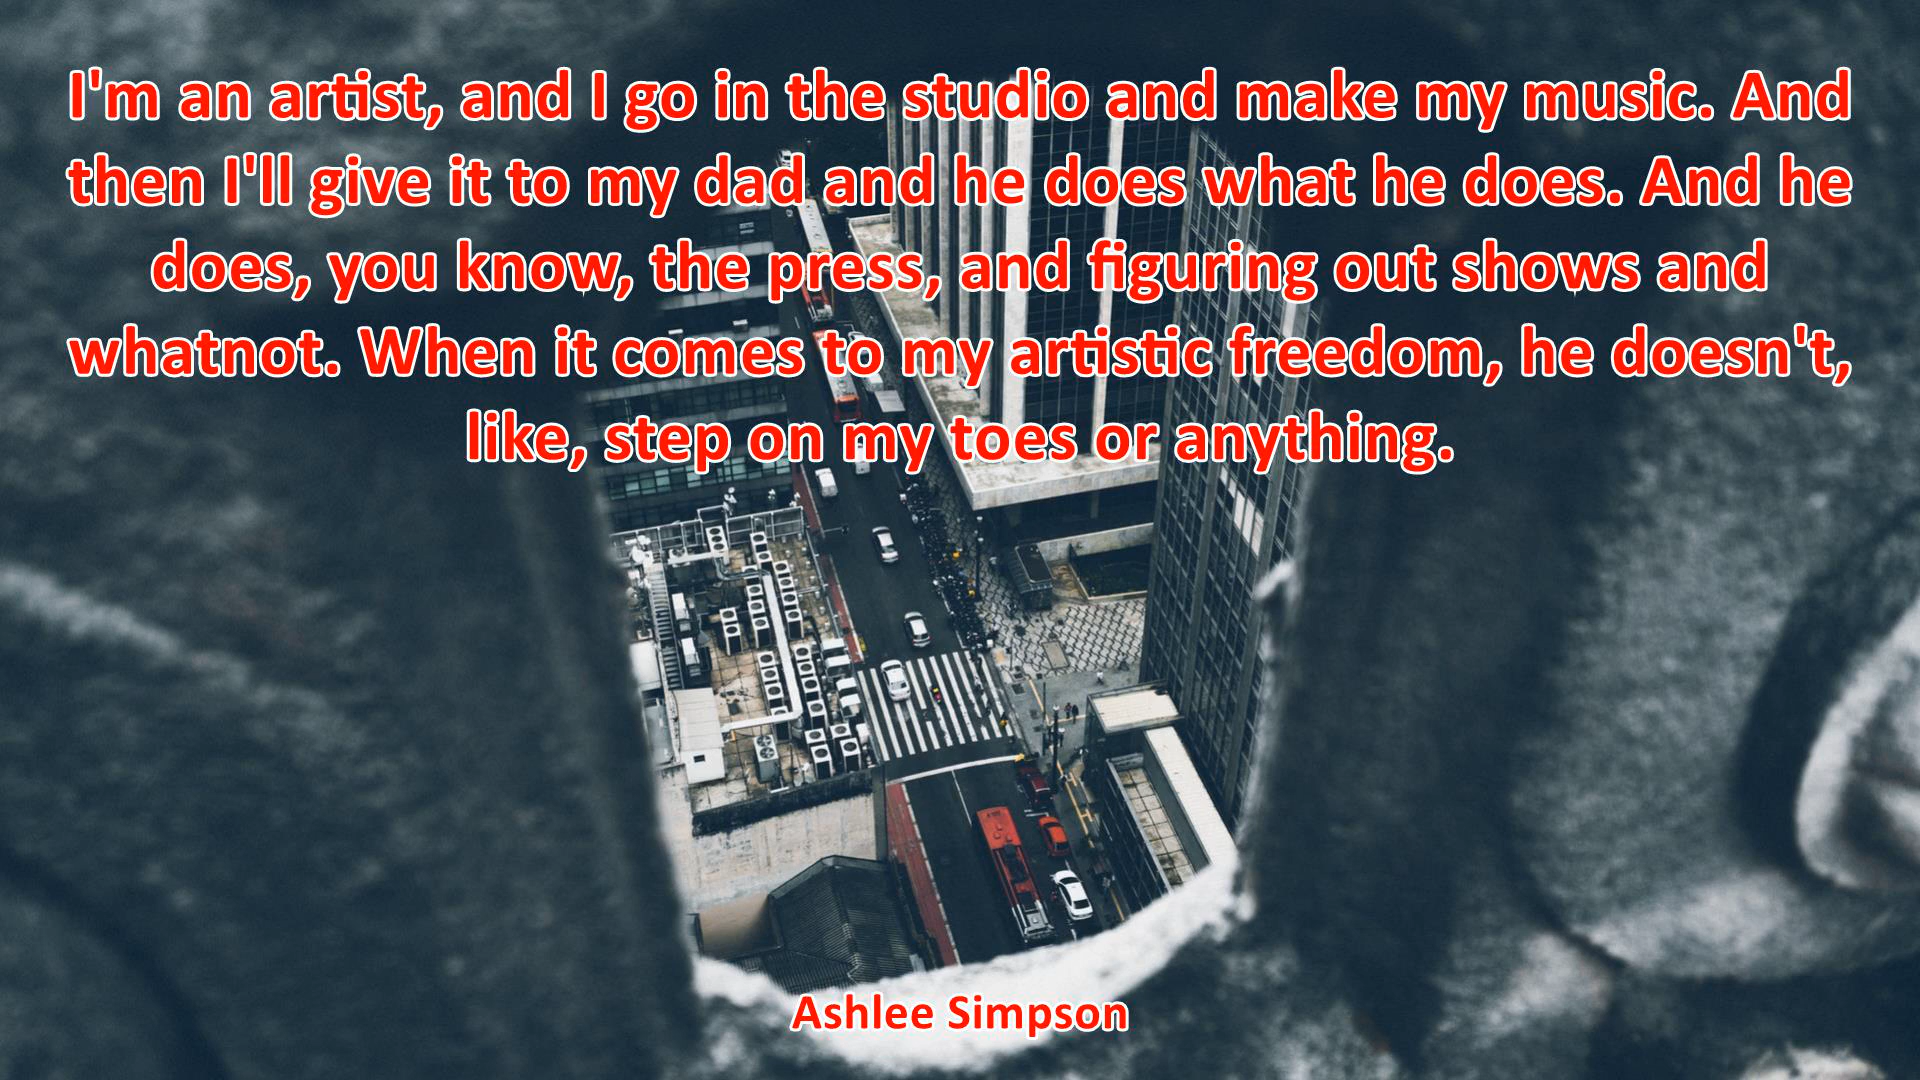 I'm an artist, and I go in the studio and make my music. And
then I'll give it to my dad and he does what he does. And he
does, you know, the press, and figuring out shows and
whatnot. When it comes to my artistic freedom, he doesn't,
like, step on my toes or anything.
Ashlee Simpson